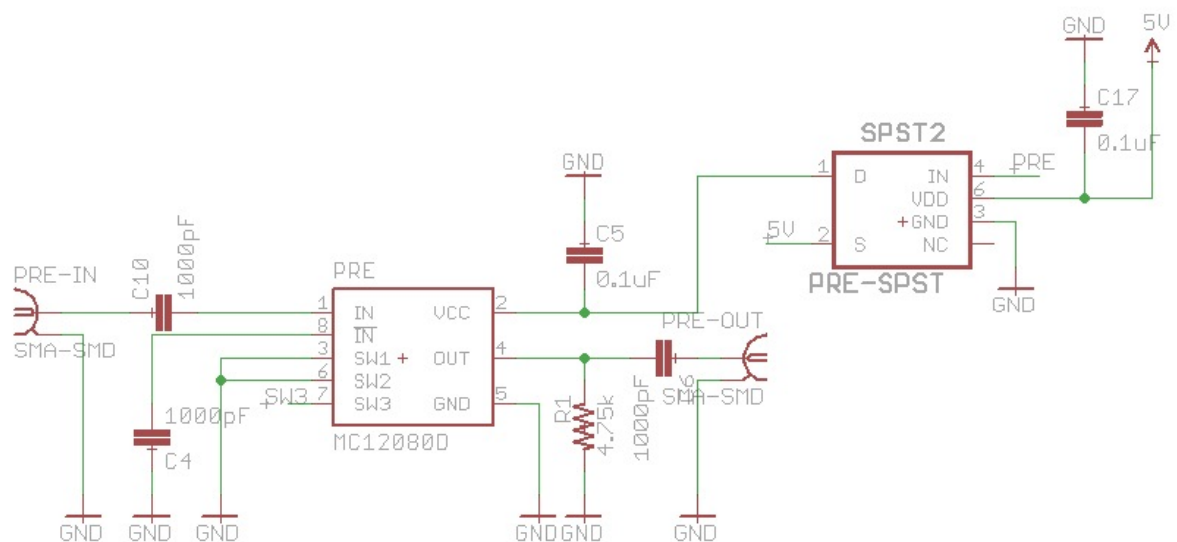 GND
5V
C17
0.1uF
SPST2
1
D
IN
4
PRE
VDD
6
GND
3
5V
2
S
NC
PRE-SPST
GND
GND
C5
0.1uF
PRE-IN
C10
1000pF
SMA-SMD
PRE
1
IN
VCC
2
8
IN
3
SW1
OUT
4
6
SW2
SW3
7
SW3
GND
5
MC12080D
PRE-OUT
SMA-SMD
C6
1000pF
R1
4.75k
1000pF
C4
GND
GND
GND
GND
GND
GND